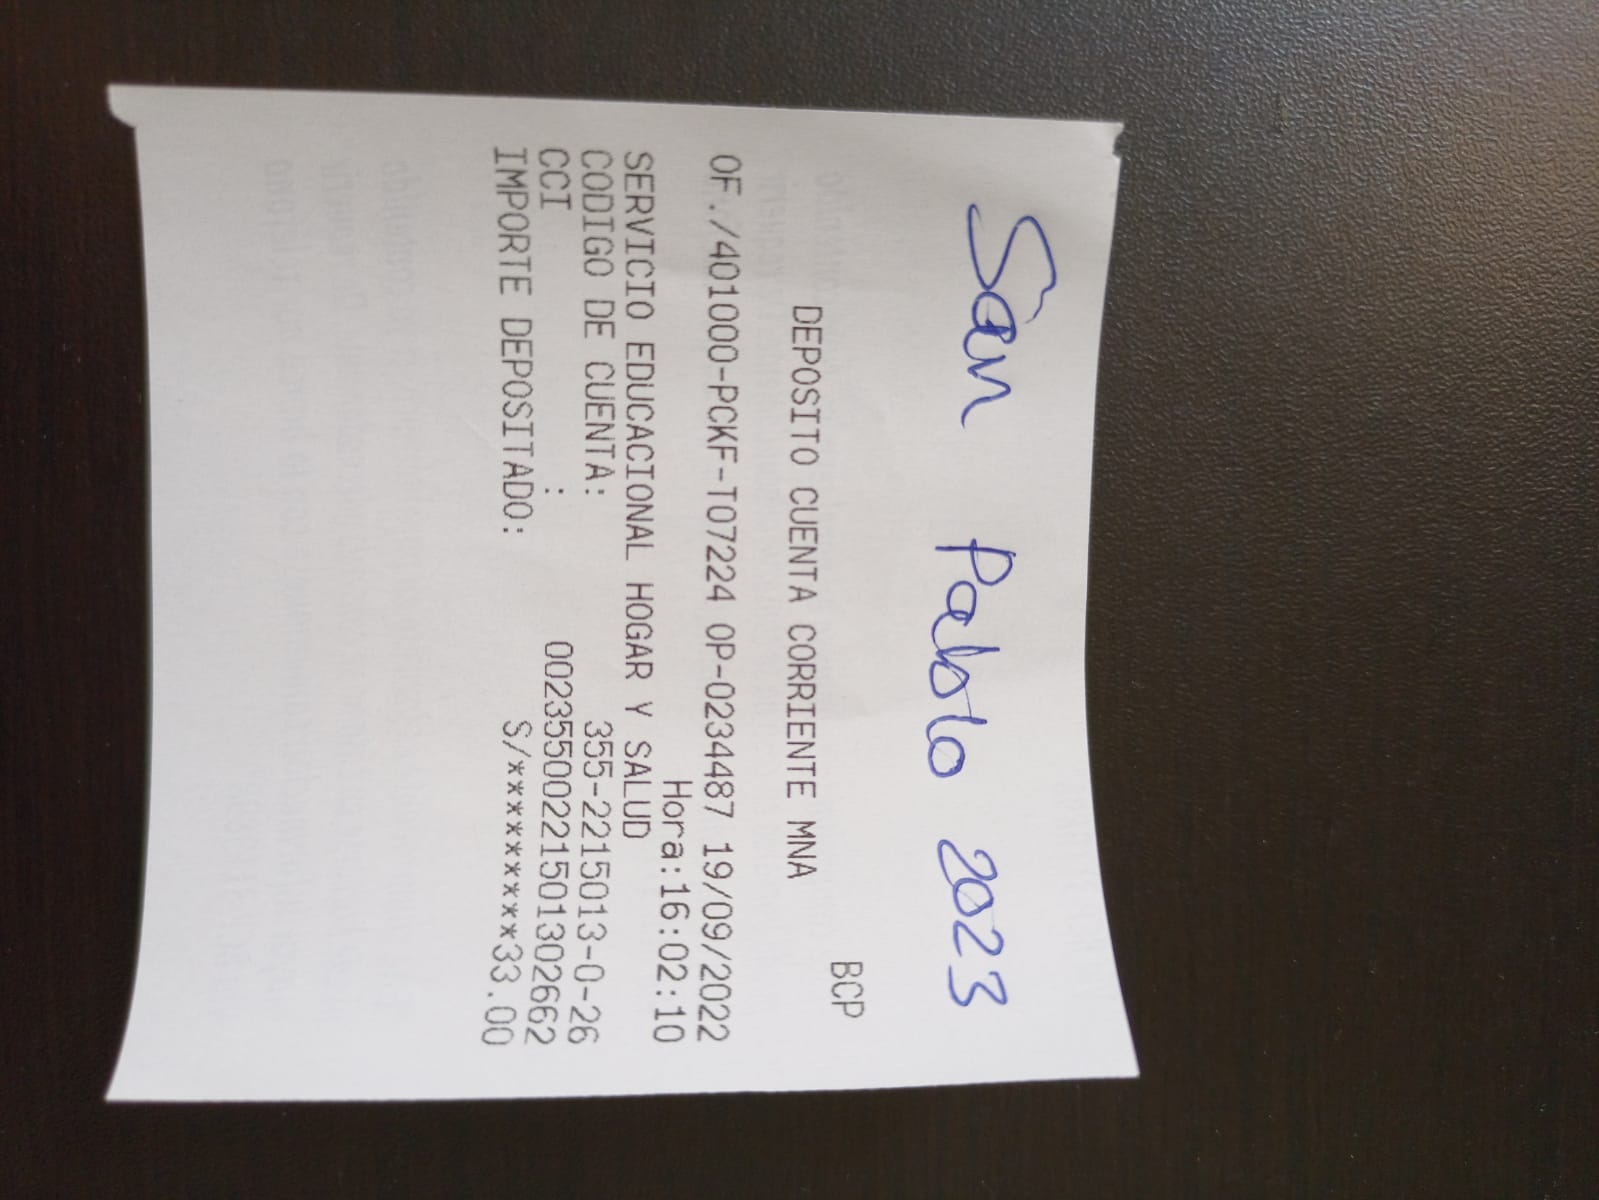 San Pablo 2023
BCP
DEPOSITO CUENTA CORRIENTE MNA
OF./401000-PCKF-T07224 OP-0234487 19/09/2022
Hora:16:02:10
SERVICIO EDUCACIONAL HOGAR Y SALUD
CODIGO DE CUENTA: 355-2215013-0-26
CCI : 00235500221501302662
IMPORTE DEPOSITADO: S/*********33.00